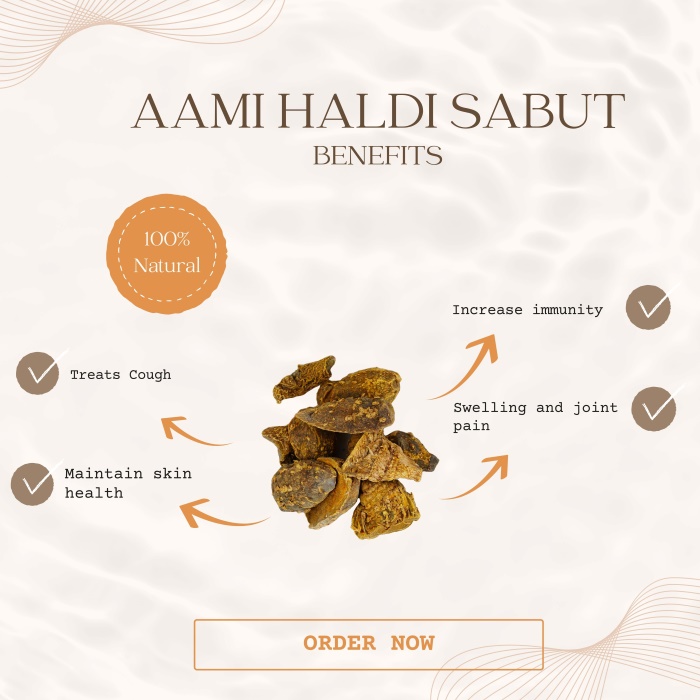 AAMI HALDI SABUT
BENEFITS
100%
Natural
Increase immunity
Treats Cough
Swelling and joint
pain
Maintain skin
health
ORDER NOW